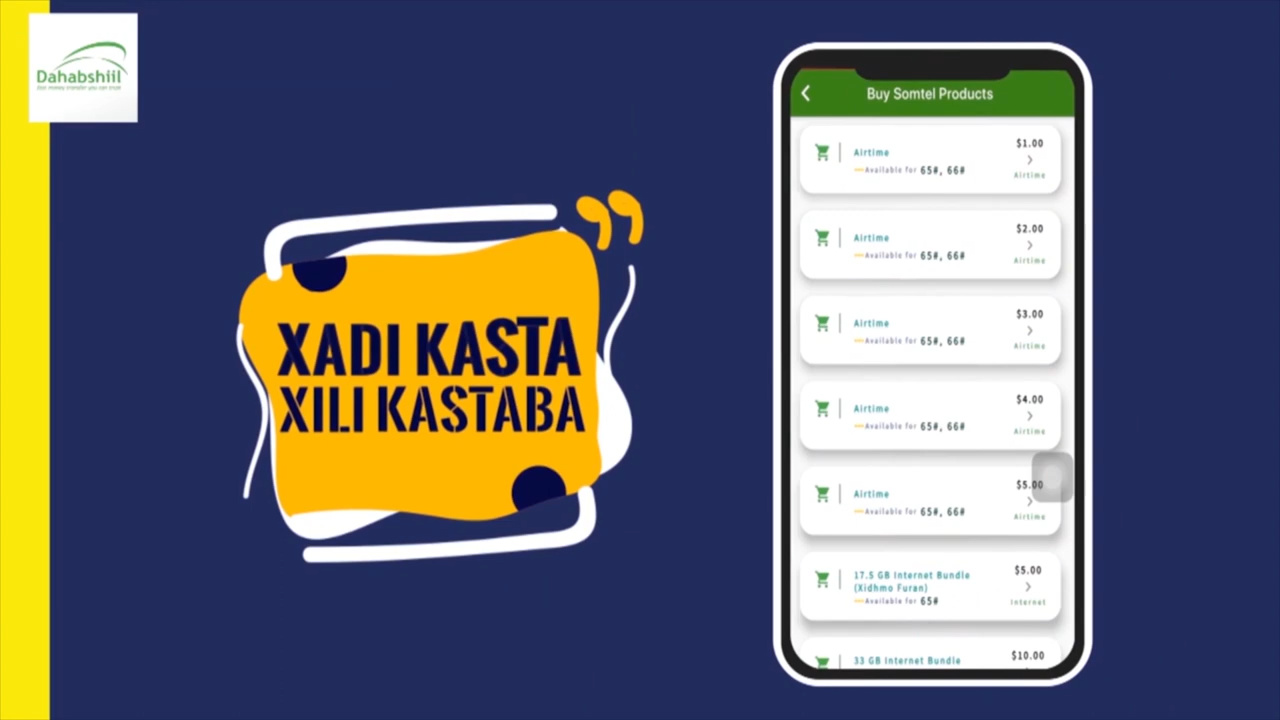 Dahabshiil
XADI KASTA
XILI KASTABA
Buy Somtel Products
Airtime
Available for 65#, 66#
$1.00
Airtime
Airtime
Available for 65#, 66#
$2.00
Airtime
Airtime
Available for 65#, 66#
$3.00
Airtime
Airtime
Available for 65#, 66#
$4.00
Airtime
Airtime
Available for 65#, 66#
$5.00
Airtime
17.5 GB Internet Bundle
(Xidhmo Furan)
Available for 65#
$5.00
Internet
33 GB Internet Bundle
$10.00